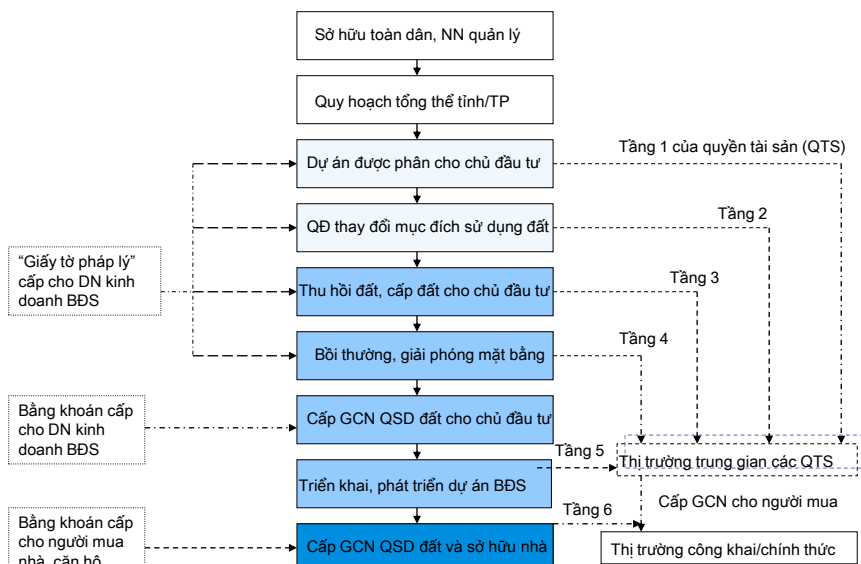 Sở hữu toàn dân, NN quản lý
Quy hoạch tổng thể tỉnh/TP
Tầng 1 của quyền tài sản (QTS)
Dự án được phân cho chủ đầu tư
Tầng 2
QĐ thay đổi mục đích sử dụng đất
“Giấy tờ pháp lý”
cấp cho DN kinh
doanh BĐS
Tầng 3
Thu hồi đất, cấp đất cho chủ đầu tư
Tầng 4
Bồi thường, giải phóng mặt bằng
Bằng khoán cấp
cho DN kinh
doanh BĐS
Cấp GCN QSD đất cho chủ đầu tư
Tầng 5
Thị trường trung gian các QTS
Triển khai, phát triển dự án BĐS
Cấp GCN cho người mua
Tầng 6
Bằng khoán cấp
cho người mua
nhà, căn hộ
Cấp GCN QSD đất và sở hữu nhà
Thị trường công khai/chính thức